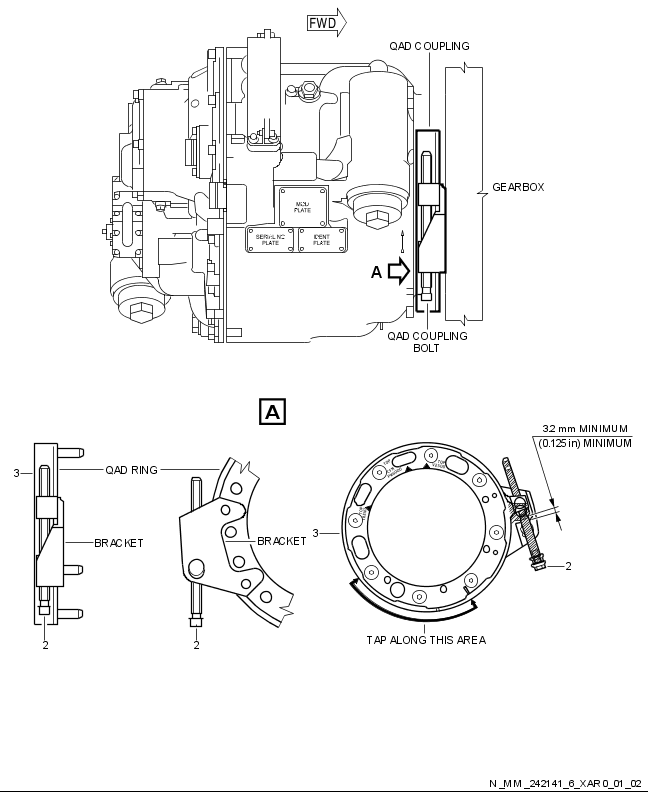 FWD
QAD COUPLING
GEARBOX
MOD
PLATE
SERIAL NO
PLATE
IDENT
PLATE
A
QAD COUPLING
BOLT
A
3.2 mm MINIMUM
(0.125 in) MINIMUM
3
QAD RING
BRACKET
BRACKET
3
2
2
2
TAP ALONG THIS AREA
N_MM_242141_6_XAR0_01_02